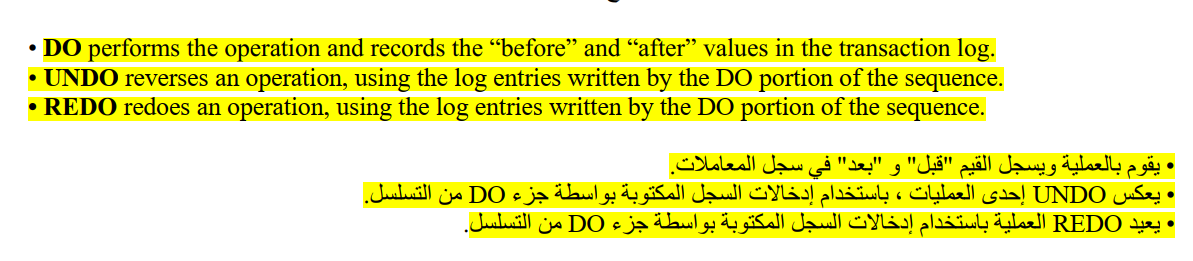 • DO performs the operation and records the “before” and “after” values in the transaction log.
• UNDO reverses an operation, using the log entries written by the DO portion of the sequence.
• REDO redoes an operation, using the log entries written by the DO portion of the sequence.
• يقوم بالعملية ويسجل القيم "قبل" و "بعد" في سجل المعاملات.
• يعكس UNDO إحدى العمليات ، باستخدام إدخالات السجل المكتوبة بواسطة جزء DO من التسلسل.
• يعيد REDO العملية باستخدام إدخالات السجل المكتوبة بواسطة جزء DO من التسلسل.